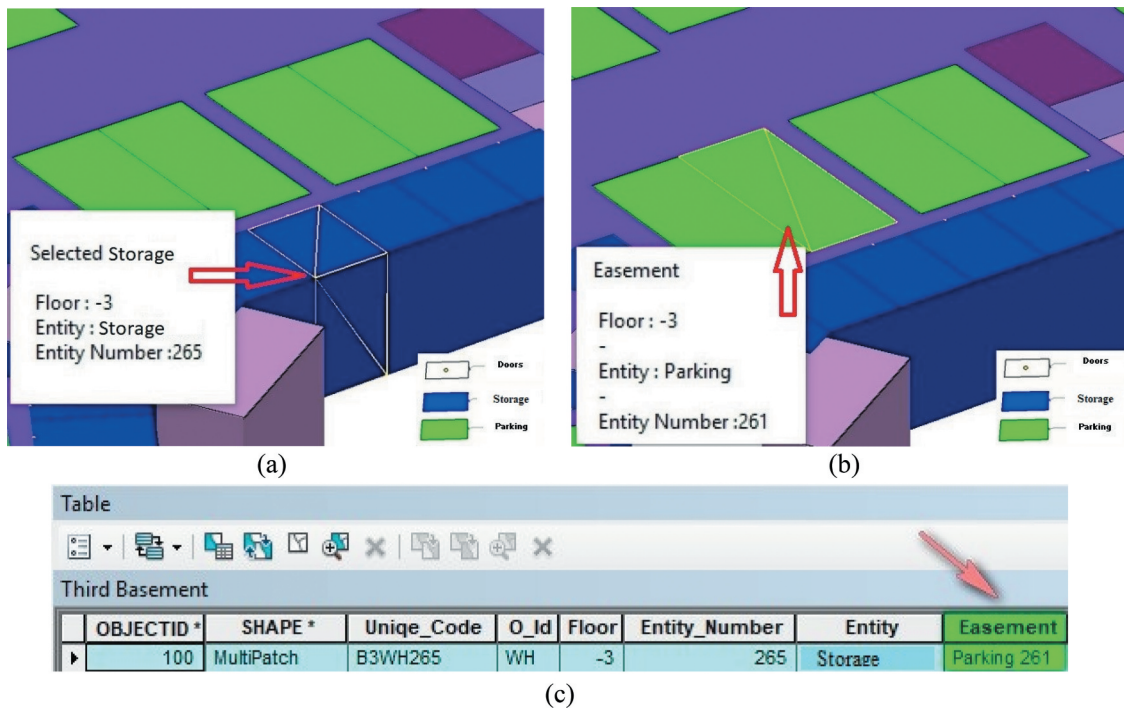 Selected Storage
Floor : -3
Entity : Storage
Entity Number :265
Doors
Storage
Parking
(a)
Easement
Floor : -3
-
Entity : Parking
-
Entity Number :261
Doors
Storage
Parking
(b)
Table
Third Basement
OBJECTID * SHAPE * Uniqe_Code O_Id Floor Entity_Number Entity Easement
100 MultiPatch B3WH265 WH -3 265 Storage Parking 261
(c)